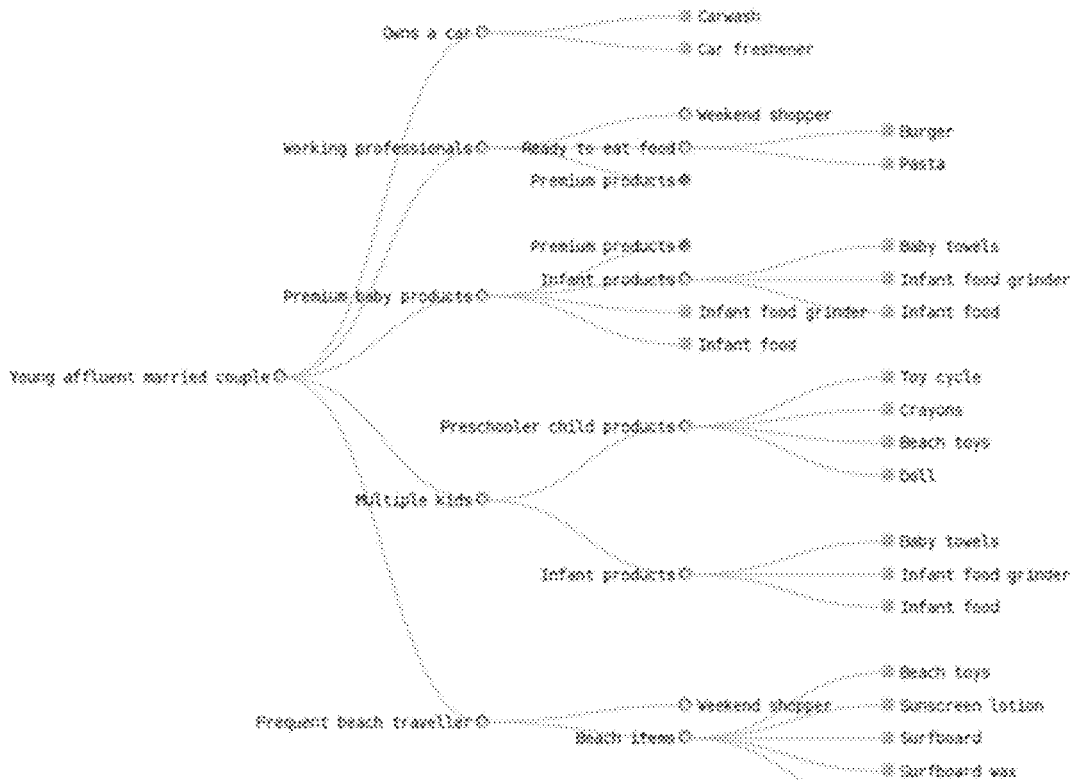 Carwash
Owns a car
Car freshener
Weekend shopper
Burger
Working professionals
Ready to eat food
Pasta
Premium products
Premium products
Baby towels
Infant products
Infant food grinder
Premium baby products
Infant food grinder
Infant food
Infant food
Young affluent married couple
Toy cycle
Crayons
Preschooler child products
Beach toys
Doll
Multiple kids
Baby towels
Infant products
Infant food grinder
Infant food
Beach toys
Weekend shopper
Sunscreen lotion
Frequent beach traveller
Beach items
Surfboard
Surfboard wax